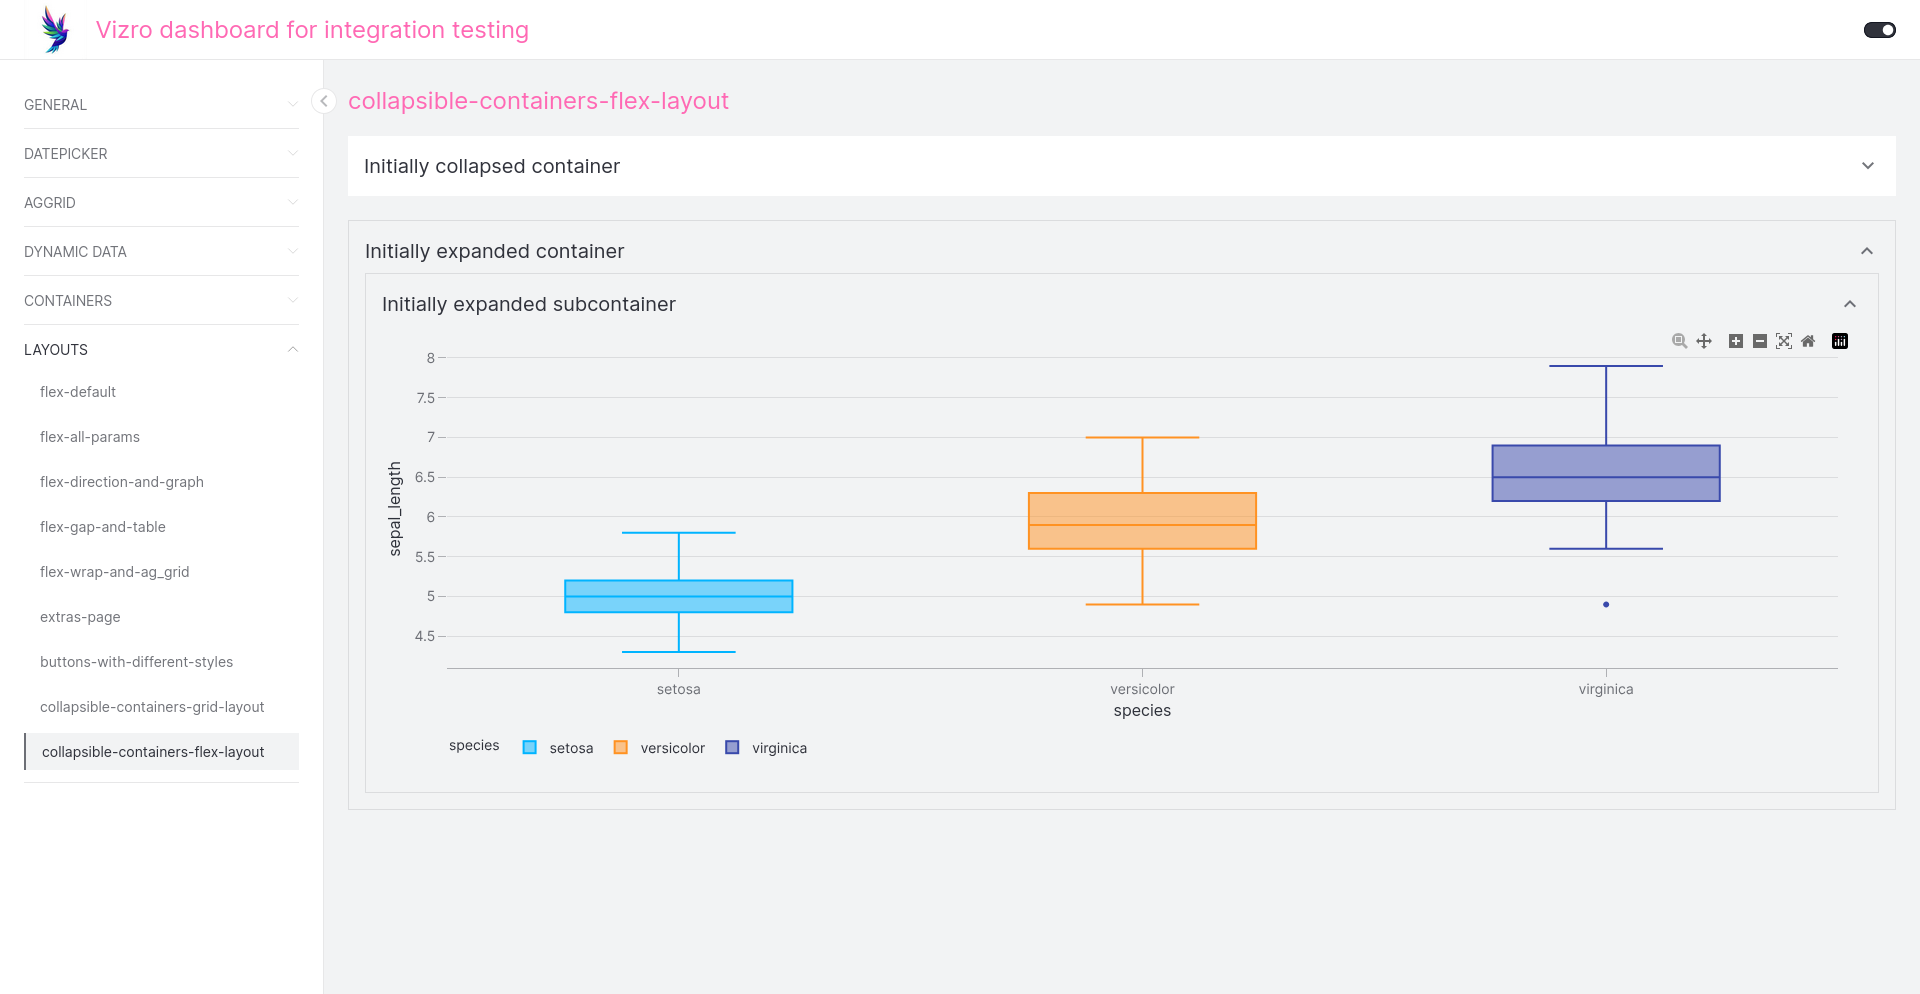 Vizro dashboard for integration testing
GENERAL
DATEPICKER
AGGRID
DYNAMIC DATA
CONTAINERS
LAYOUTS
flex-default
flex-all-params
flex-direction-and-graph
flex-gap-and-table
flex-wrap-and-ag_grid
extras-page
buttons-with-different-styles
collapsible-containers-grid-layout
collapsible-containers-flex-layout
collapsible-containers-flex-layout
Initially collapsed container
Initially expanded container
Initially expanded subcontainer
8
7.5
7
6.5
6
5.5
5
4.5
sepal_length
setosa versicolor virginica
species
species setosa versicolor virginica